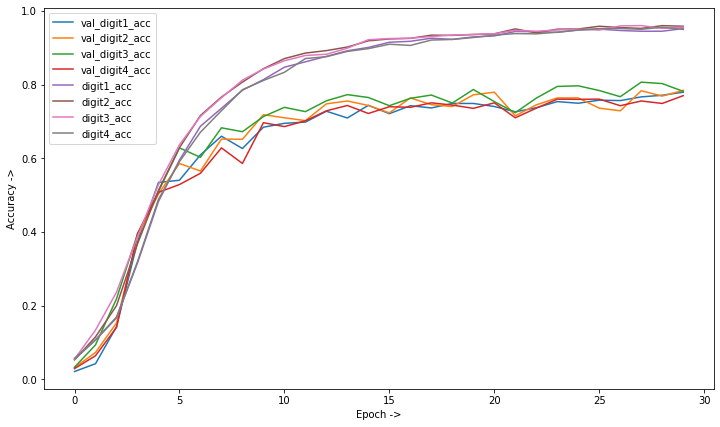 val_digit1_acc
val_digit2_acc
val_digit3_acc
val_digit4_acc
digit1_acc
digit2_acc
digit3_acc
digit4_acc
1.0
0.8
0.6
0.4
0.2
0.0
Accuracy ->
0 5 10 15 20 25 30
Epoch ->